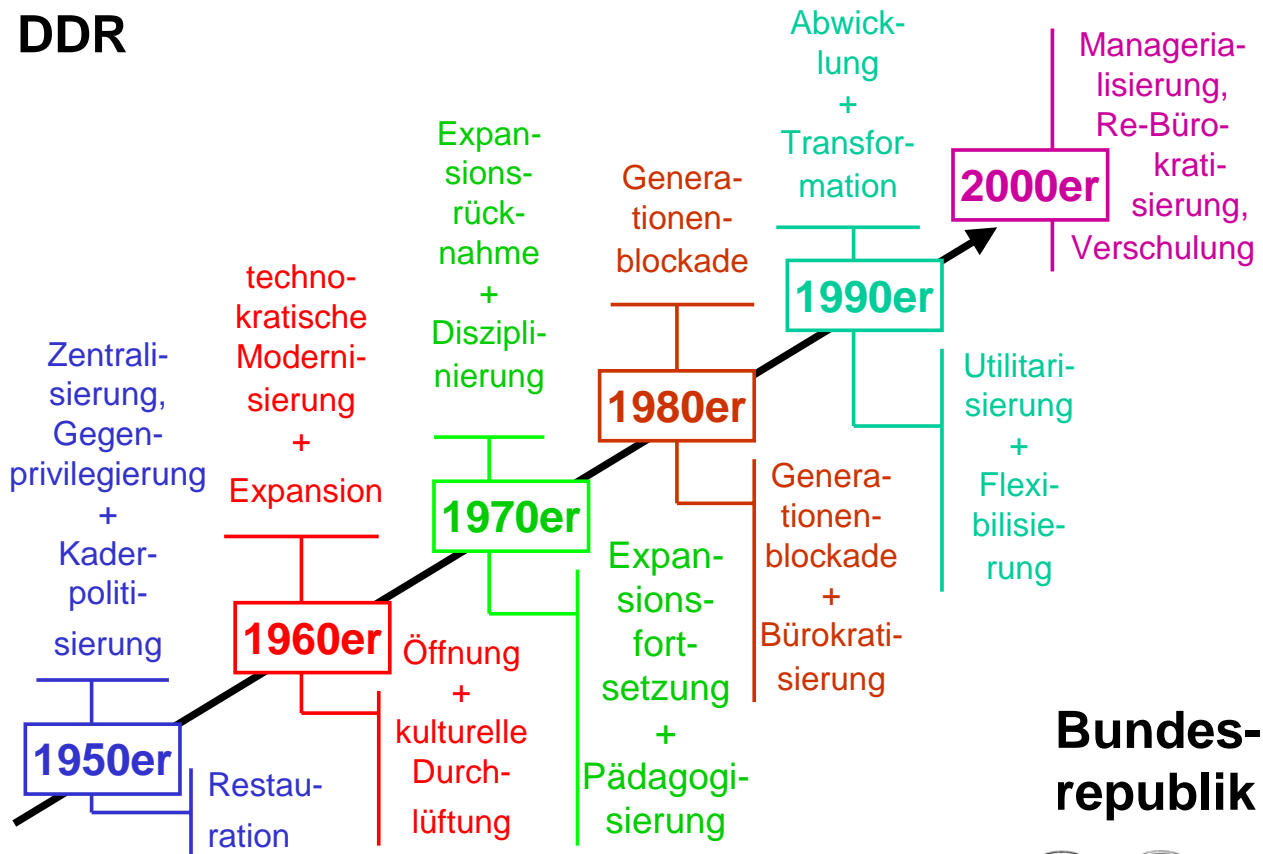 DDR
Zentrali-
sierung,
Gegen-
privilegierung
+
Kader-
politi-
sierung
1950er
Restau-
ration
techno-
kratische
Moderni-
sierung
+
Expansion
1960er
Öffnung
+
kulturelle
Durch-
lüftung
Expan-
sions-
rück-
nahme
+
Diszipli-
nierung
1970er
Expan-
sions-
fort-
setzung
+
Pädagogi-
sierung
Genera-
tionen-
blockade
1980er
Genera-
tionen-
blockade
+
Bürokrati-
sierung
Abwick-
lung
+
Transfor-
mation
1990er
Utilitari-
sierung
+
Flexi-
bilisie-
rung
Manageria-
lisierung,
Re-Büro-
krati-
sierung,
Verschulung
2000er
Bundes-
republik